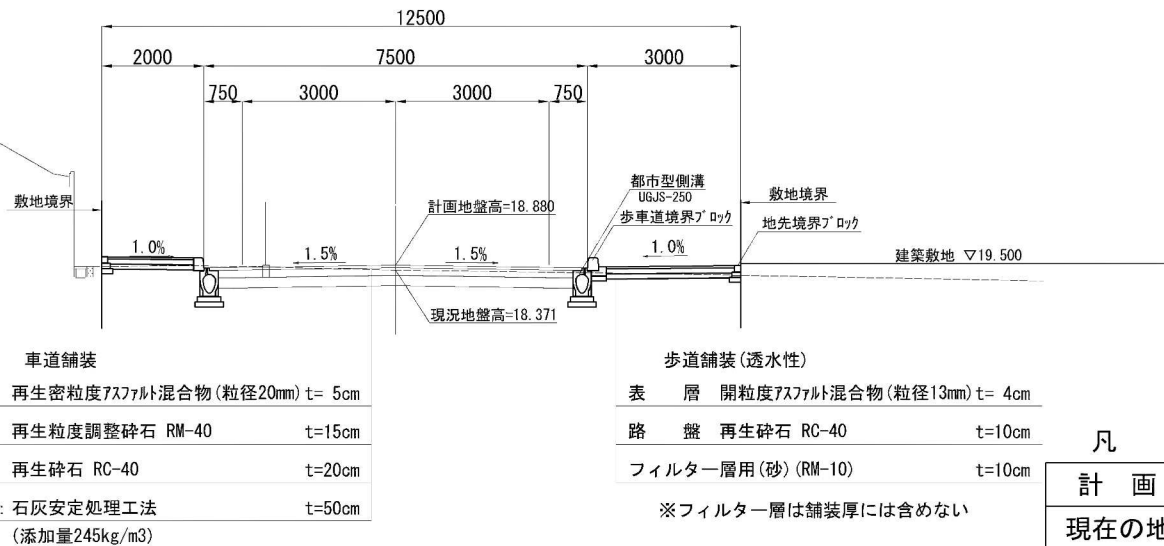 12500
2000 7500 3000
750 3000 3000 750
敷地境界
計画地盤高=18.880
都市型側溝
UGJS-250
歩車道境界ブロック
敷地境界
地先境界ブロック
1.0% 1.5% 1.5% 1.0%
建築敷地 ▽19.500
現況地盤高=18.371
車道舗装
再生密粒度アスファルト混合物(粒径20mm) t= 5cm
再生粒度調整砕石 RM-40 t=15cm
再生砕石 RC-40 t=20cm
: 石灰安定処理工法 t=50cm
(添加量245kg/m3)
歩道舗装(透水性)
表 層 開粒度アスファルト混合物(粒径13mm) t= 4cm
路 盤 再生砕石 RC-40 t=10cm
フィルター層用(砂)(RM-10) t=10cm
※フィルター層は舗装厚には含めない
凡
計 画
現在の地